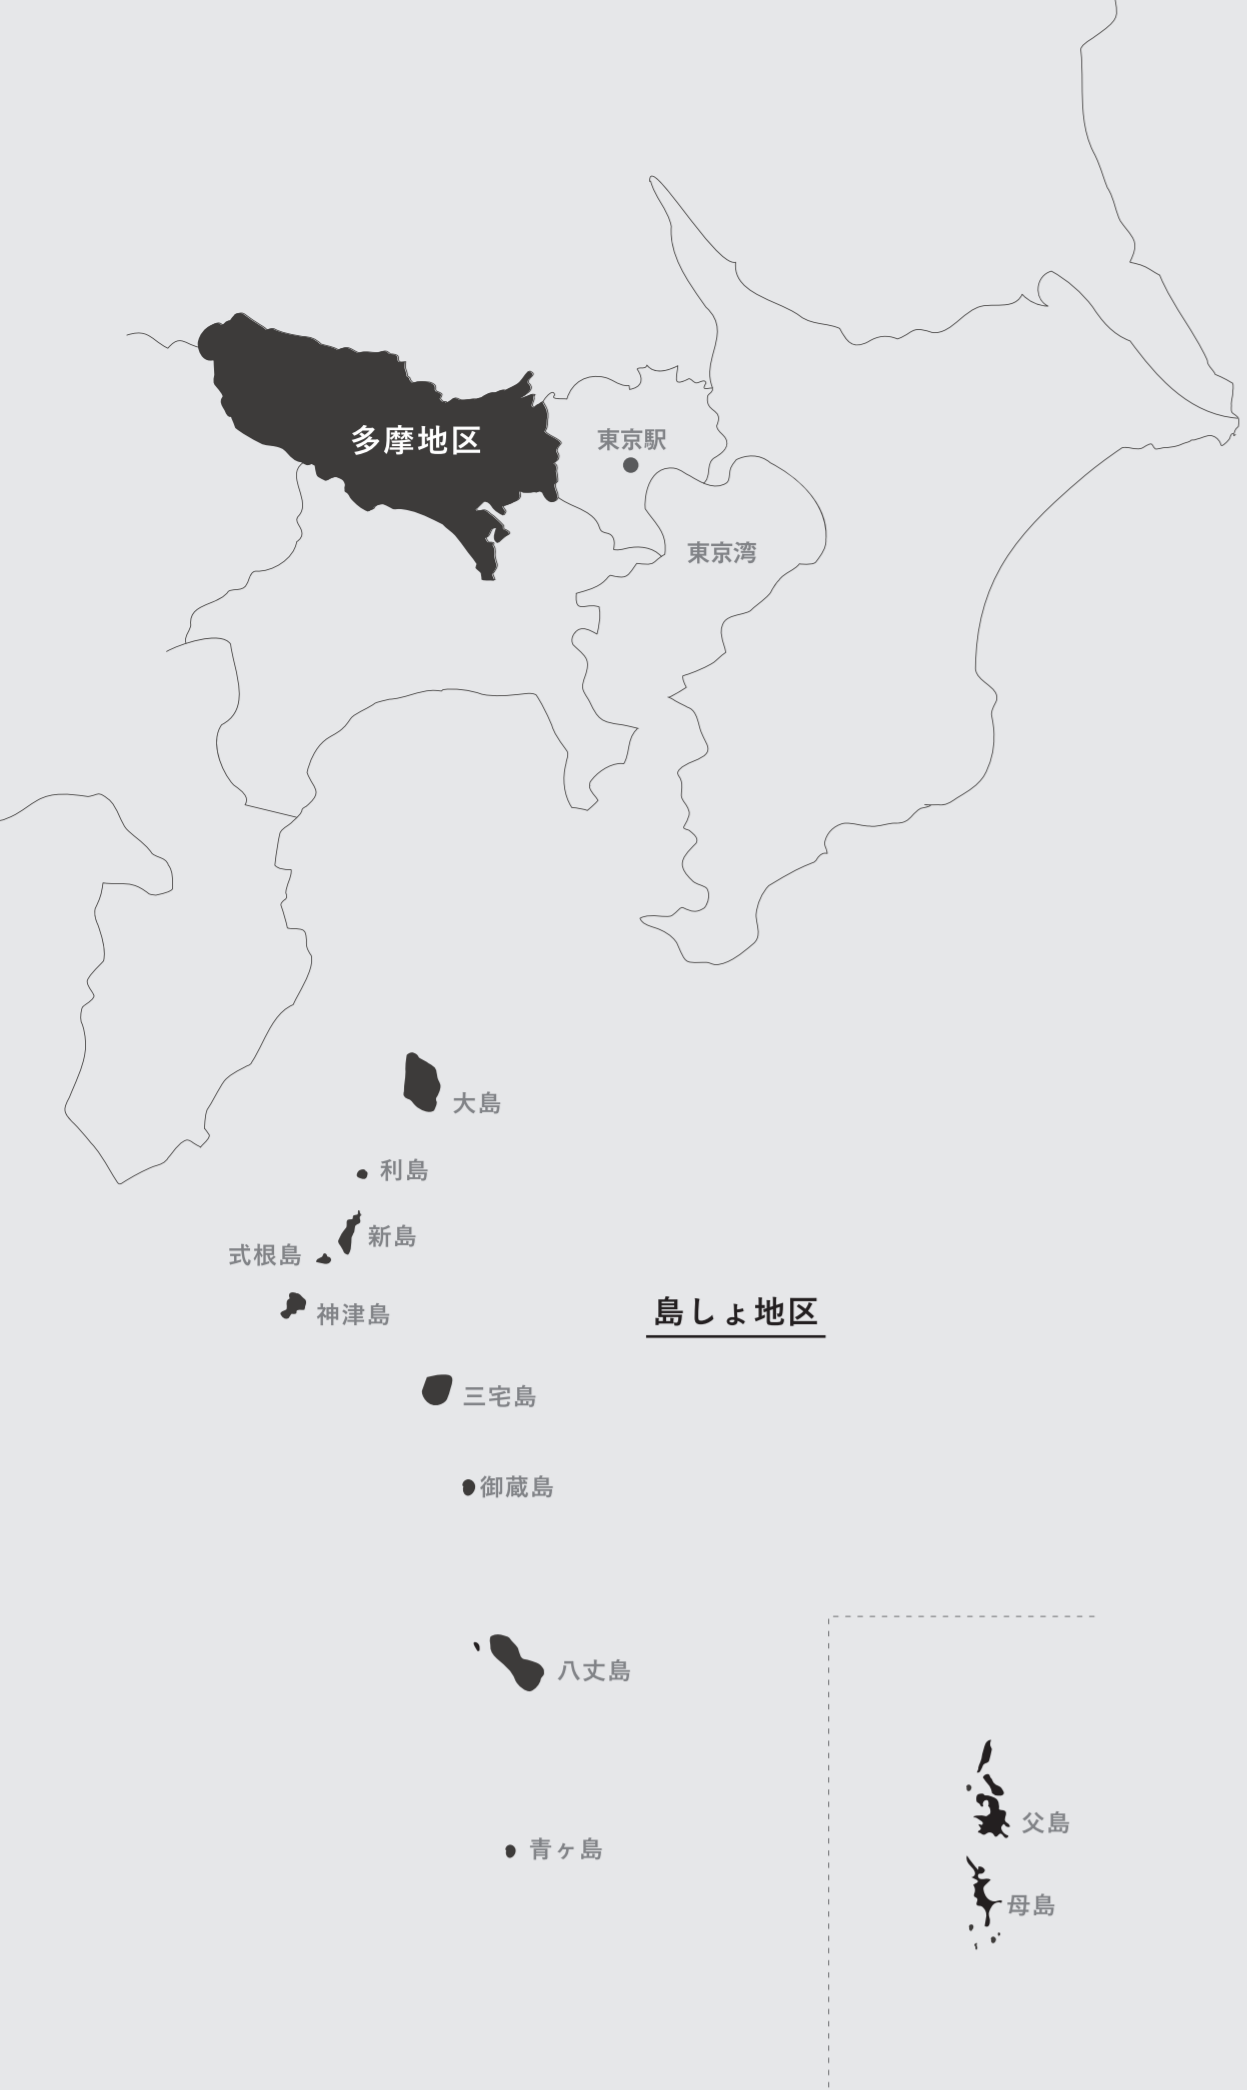 多摩地区
東京駅
東京湾
大島
利島
新島
式根島
神津島
島しょ地区
三宅島
御蔵島
八丈島
青ヶ島
父島
母島